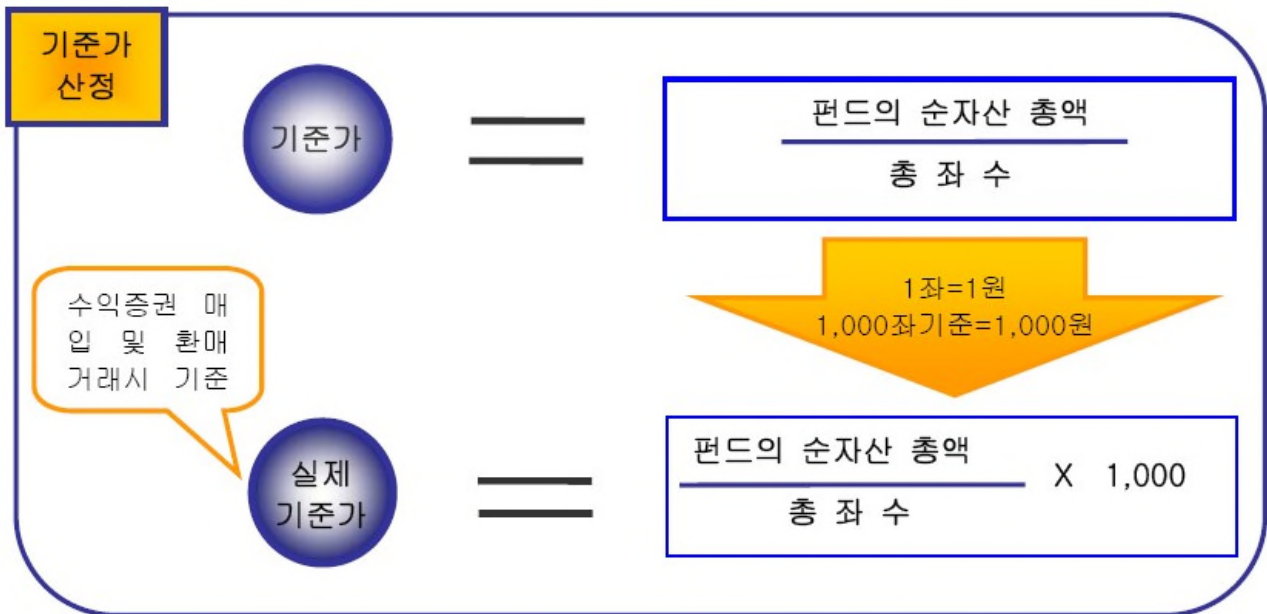 기준가
산정
기준가
펀드의 순자산 총액
총 좌 수
1좌=1원
1,000좌기준=1,000원
수익증권 매
입 및 환매
거래시 기준
실제
기준가
펀드의 순자산 총액
총 좌 수
X 1,000